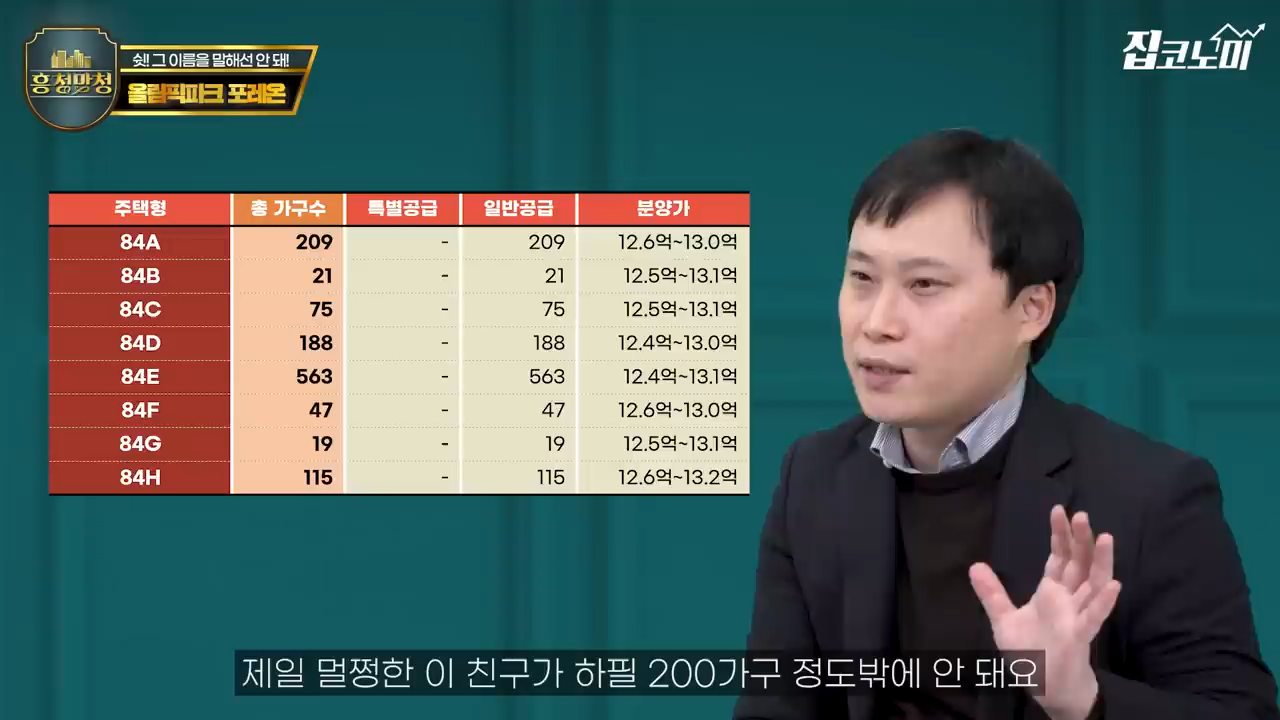 흥청망청
쉿! 그 이름을 말해선 안 돼!
올림픽파크 포레온
집코노미
주택형 총 가구수 특별공급 일반공급 분양가
84A 209 - 209 12.6억~13.0억
84B 21 - 21 12.5억~13.1억
84C 75 - 75 12.5억~13.1억
84D 188 - 188 12.4억~13.0억
84E 563 - 563 12.4억~13.1억
84F 47 - 47 12.6억~13.0억
84G 19 - 19 12.5억~13.1억
84H 115 - 115 12.6억~13.2억
제일 멀쩡한 이 친구가 하필 200가구 정도밖에 안 돼요